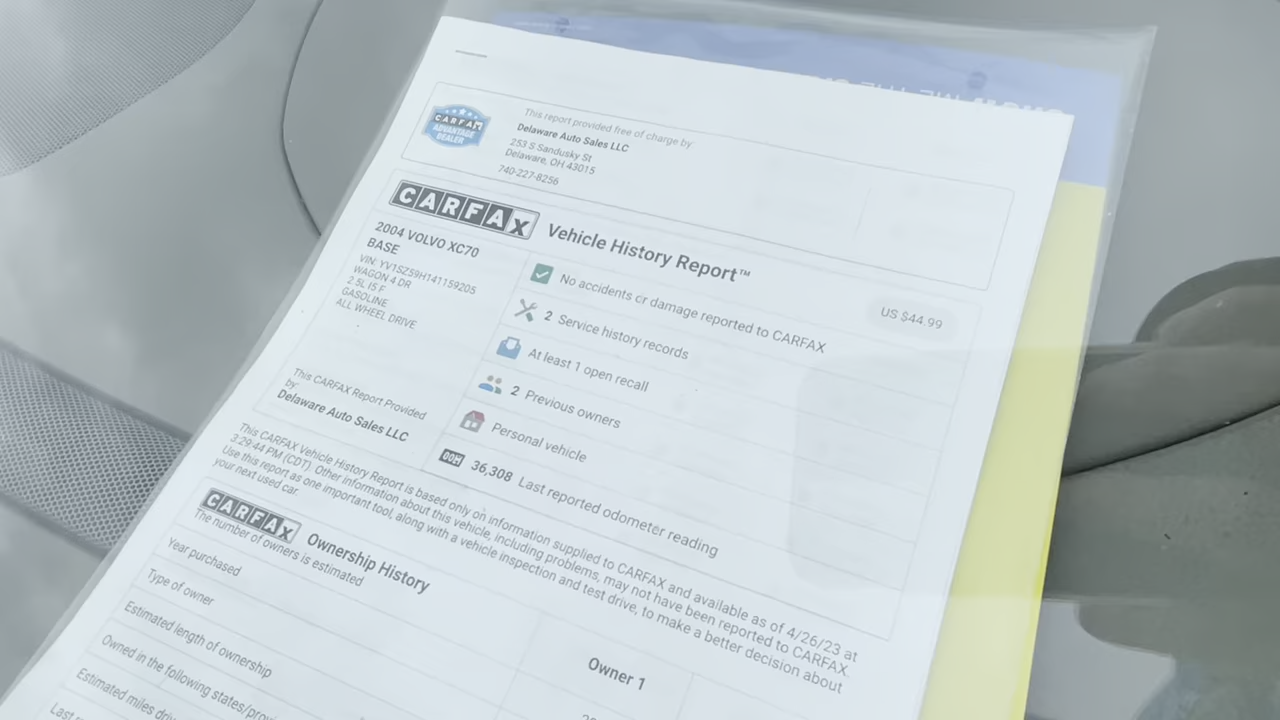 This report provided free of charge by:
Delaware Auto Sales LLC
253 S Sandusky St
Delaware, OH 43015
740-227-8256
CARFAX
ADVANTAGE
DEALER
CARFAX Vehicle History Report™
US $44.99
2004 VOLVO XC70
BASE
VIN: YV1SZ59H141159205
WAGON 4 DR
2.5L I5 F
GASOLINE
ALL WHEEL DRIVE
This CARFAX Report Provided
by:
Delaware Auto Sales LLC
No accidents or damage reported to CARFAX
2 Service history records
At least 1 open recall
2 Previous owners
Personal vehicle
36,308 Last reported odometer reading
This CARFAX Vehicle History Report is based only on information supplied to CARFAX and available as of 4/26/23 at
3:29:44 PM (CDT). Other information about this vehicle, including problems, may not have been reported to CARFAX.
Use this report as one important tool, along with a vehicle inspection and test drive, to make a better decision about
your next used car.
CARFAX Ownership History
The number of owners is estimated
Owner 1
Year purchased
Type of owner
Estimated length of ownership
Owned in the following states/provi
Estimated miles driv
Last r